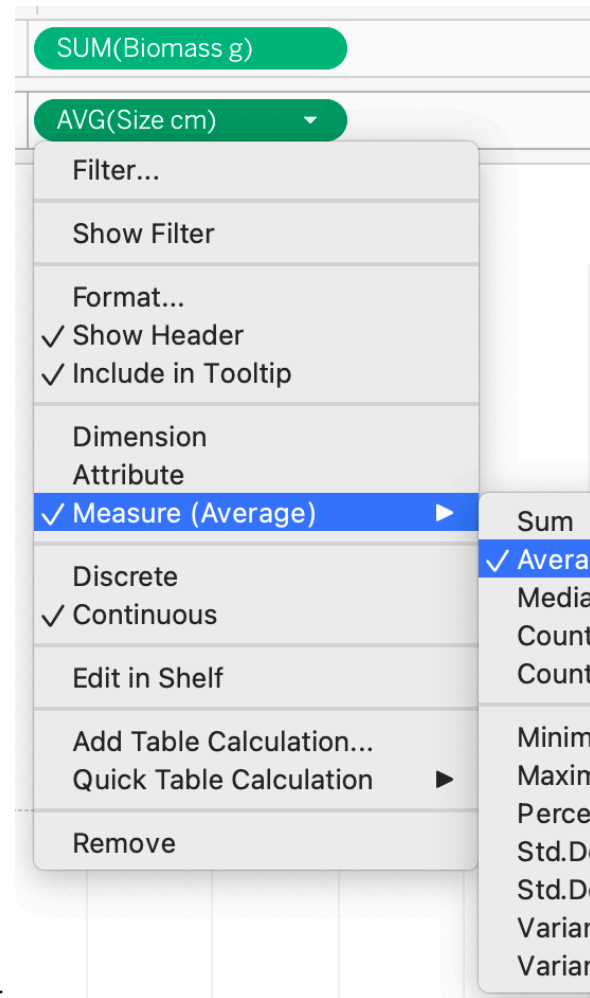 SUM(Biomass g)
AVG(Size cm)
Filter...
Show Filter
Format...
✓ Show Header
✓ Include in Tooltip
Dimension
Attribute
✓ Measure (Average)
Discrete
✓ Continuous
Edit in Shelf
Add Table Calculation...
Quick Table Calculation
Remove
Sum
✓ Avera
Media
Count
Count
Minim
Maxim
Perce
Std.De
Std.De
Varian
Varian